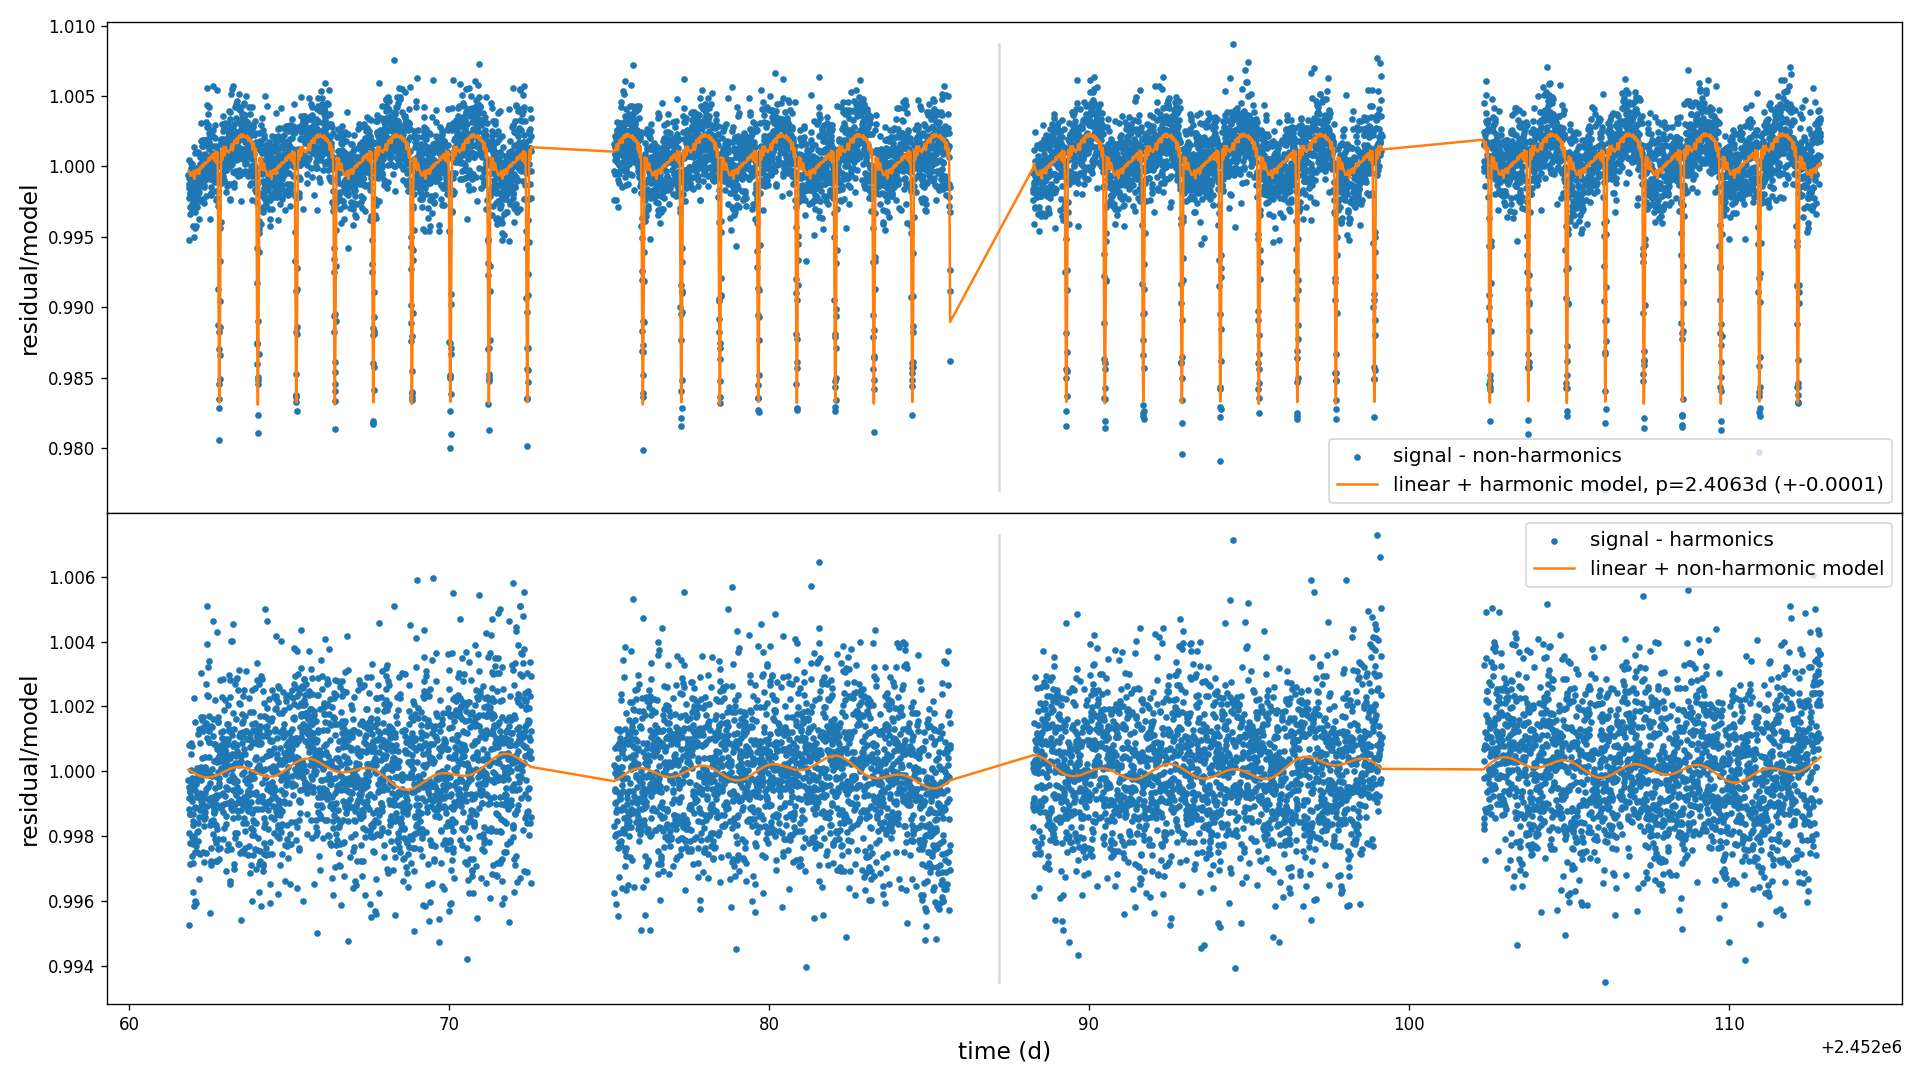 1.010
1.005
1.000
0.995
0.990
0.985
0.980
residual/model
signal - non-harmonics
linear + harmonic model, p=2.4063d (+-0.0001)
signal - harmonics
linear + non-harmonic model
1.006
1.004
1.002
1.000
0.998
0.996
0.994
residual/model
60
70
80
90
100
110
time (d)
+2.452e6